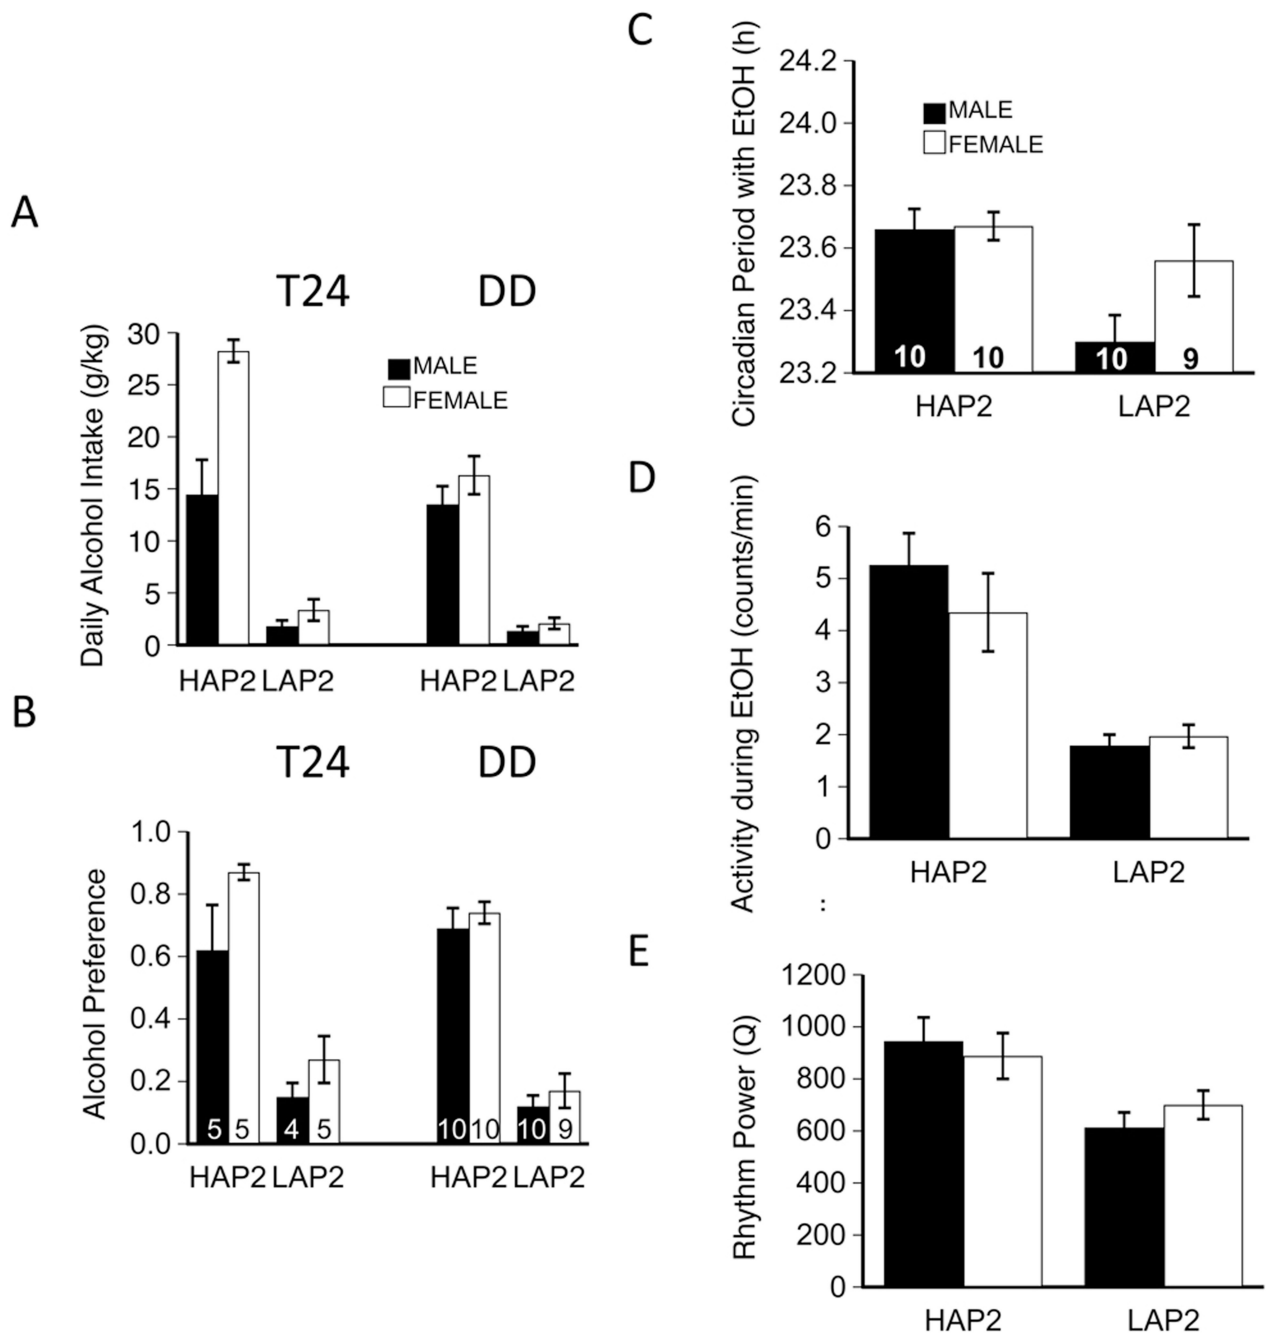 A
T24 DD
Daily Alcohol Intake (g/kg)
30
25
20
15
10
5
0
MALE
FEMALE
HAP2 LAP2 HAP2 LAP2
B
T24 DD
Alcohol Preference
1.0
0.8
0.6
0.4
0.2
0.0
5 5 4 5 10 10 10 9
HAP2 LAP2 HAP2 LAP2
C
Circadian Period with EtOH (h)
24.2
24.0
23.8
23.6
23.4
23.2
MALE
FEMALE
10 10 10 9
HAP2 LAP2
D
Activity during EtOH (counts/min)
6
5
4
3
2
1
0
HAP2 LAP2
:
E
Rhythm Power (Q)
1200
1000
800
600
400
200
0
HAP2 LAP2